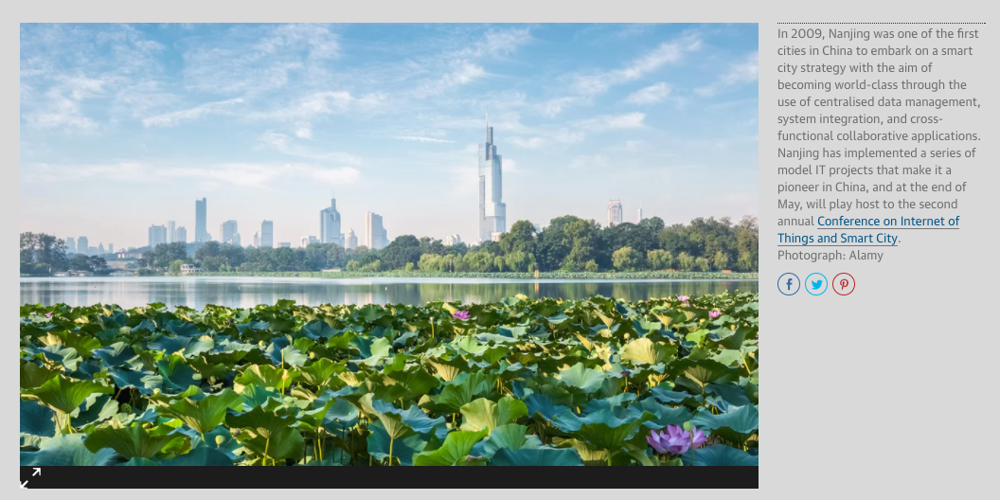 In 2009, Nanjing was one of the first
cities in China to embark on a smart
city strategy with the aim of
becoming world-class through the
use of centralised data management,
system integration, and cross-
functional collaborative applications.
Nanjing has implemented a series of
model IT projects that make it a
pioneer in China, and at the end of
May, will play host to the second
annual Conference on Internet of
Things and Smart City.
Photograph: Alamy